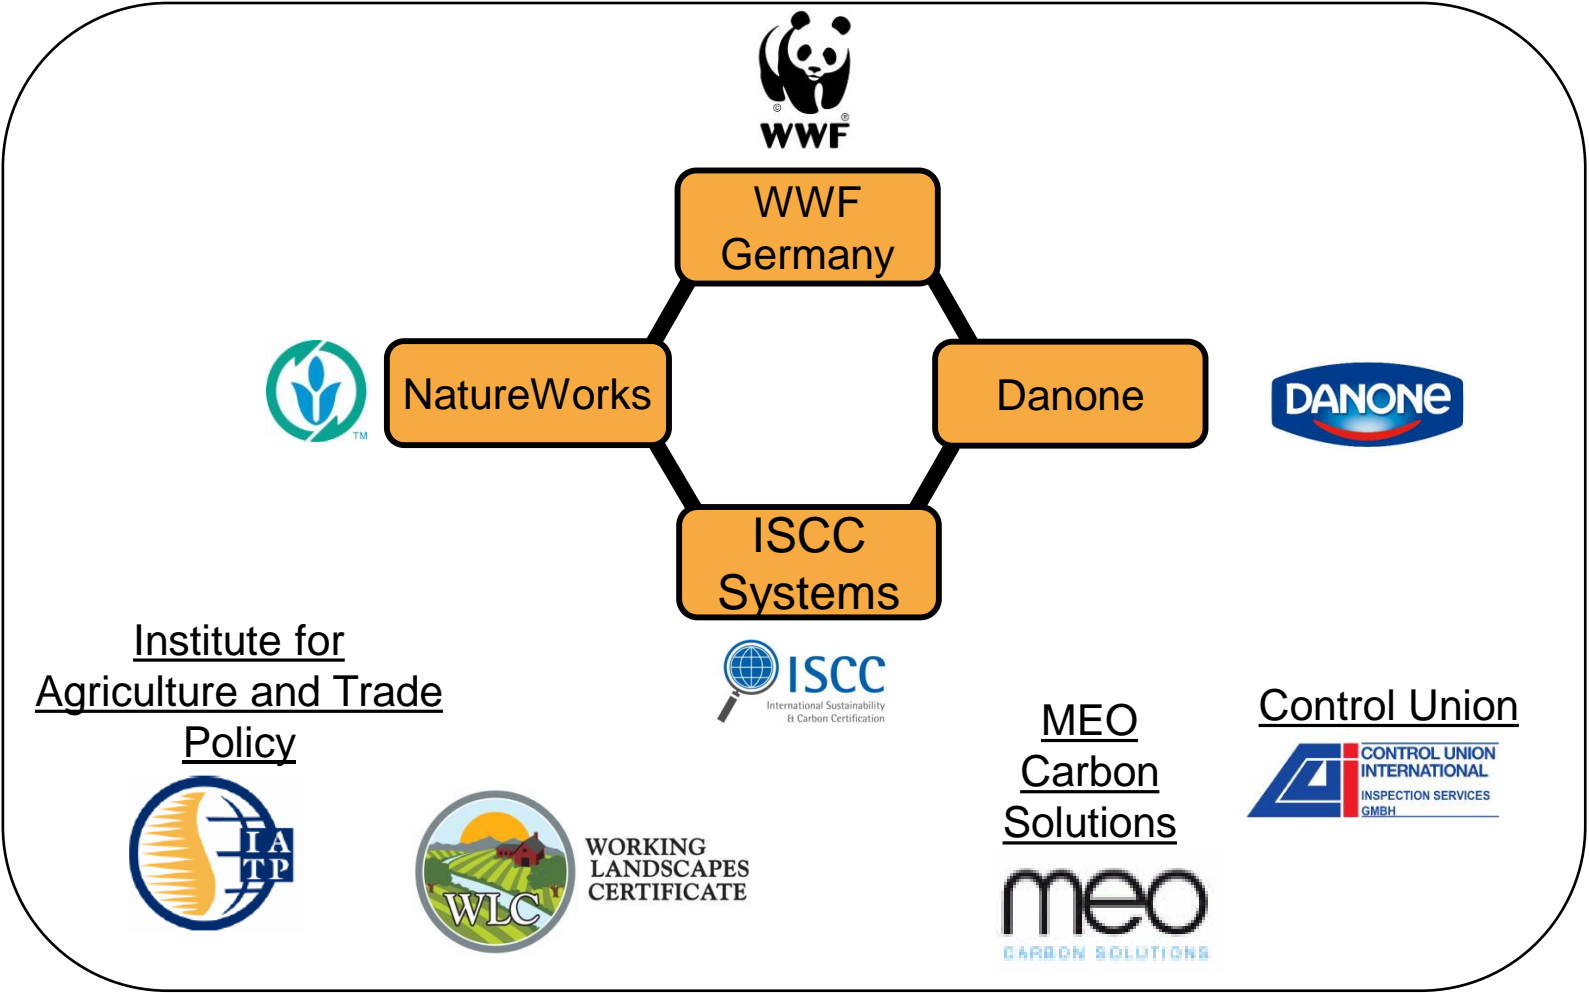 ©
®
WWF
WWF
Germany
NatureWorks
TM
Danone
DANONE
ISCC
Systems
ISCC
International Sustainability
& Carbon Certification
Institute for
Agriculture and Trade
Policy
IA
TP
WLC
WORKING
LANDSCAPES
CERTIFICATE
MEO
Carbon
Solutions
meo
CARBON SOLUTIONS
Control Union
CONTROL UNION
INTERNATIONAL
INSPECTION SERVICES
GMBH